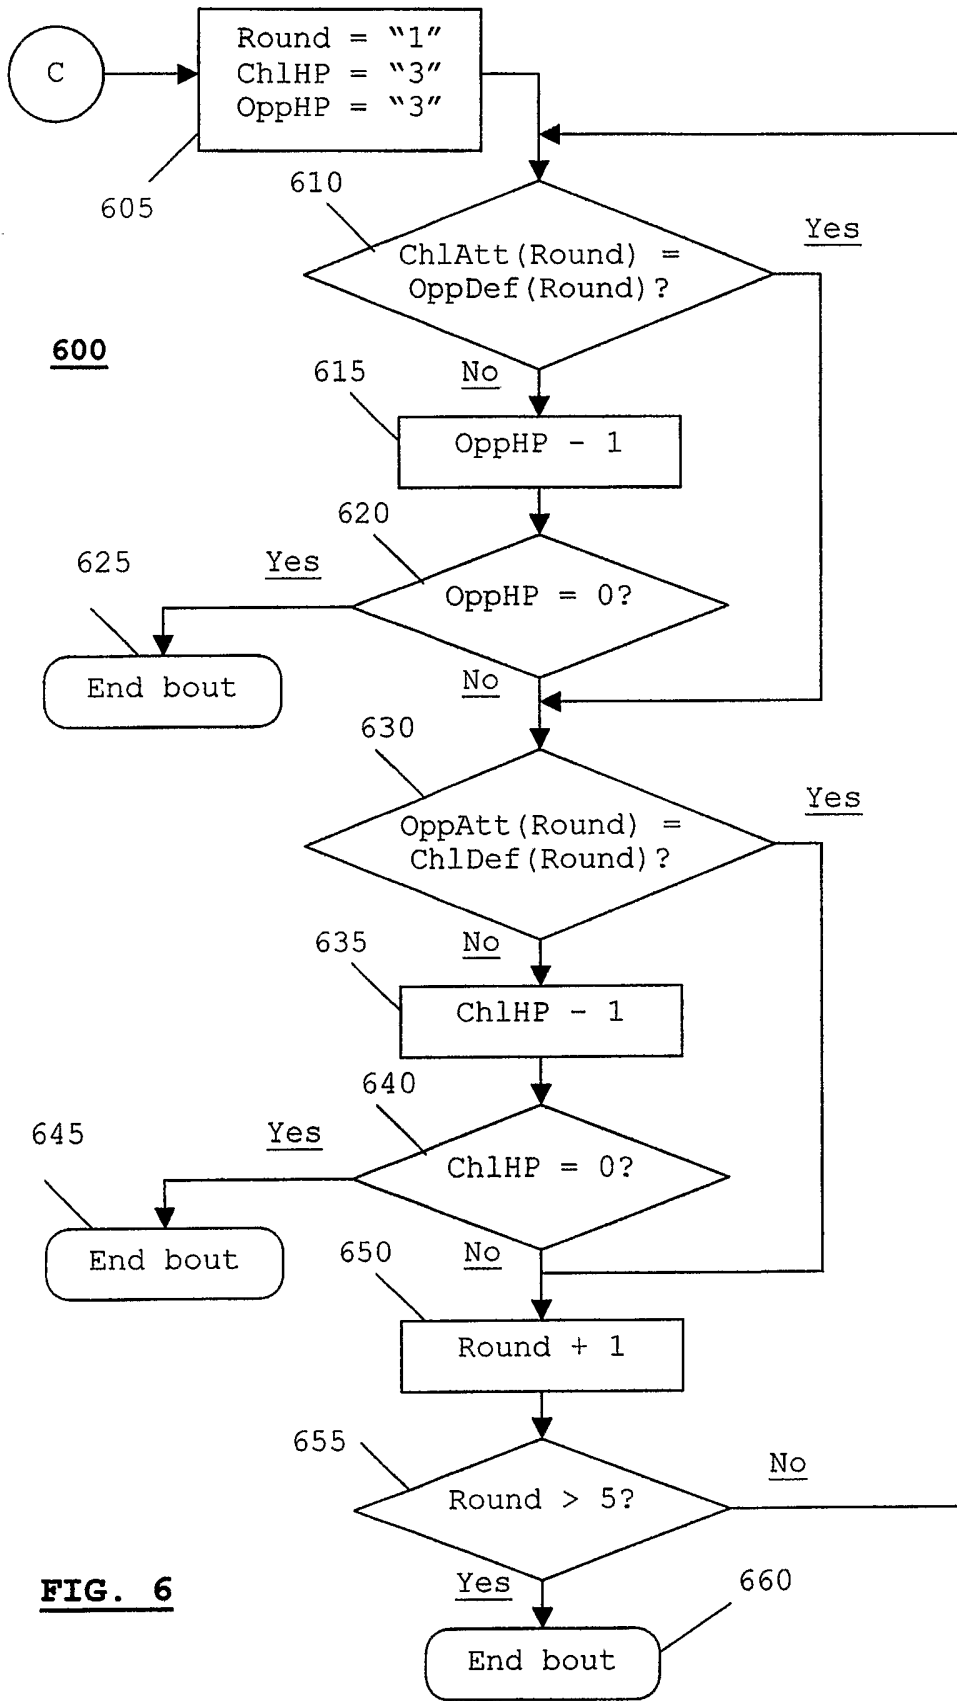 C
Round = “1”
ChlHP = “3”
OppHP = “3”
605
610
ChlAtt(Round) =
OppDef(Round)?
Yes
600
No
615
OppHP - 1
620
OppHP = 0?
Yes
625
End bout
No
630
OppAtt(Round) =
ChlDef(Round)?
Yes
No
635
ChlHP - 1
640
ChlHP = 0?
Yes
645
End bout
No
650
Round + 1
655
Round > 5?
No
Yes
660
End bout
FIG. 6